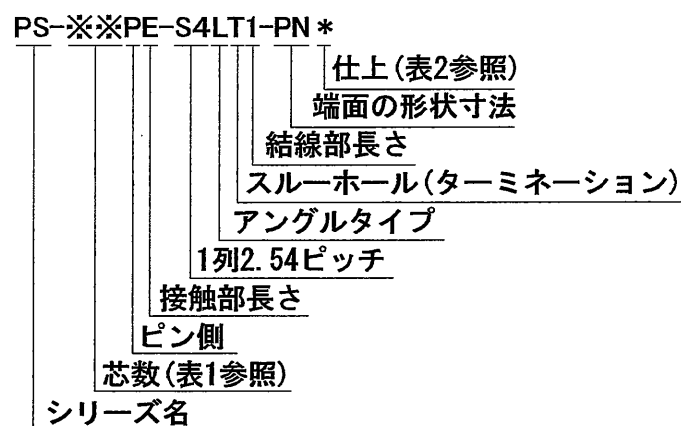 PS-※※PE-S4LT1-PN*
仕上(表2参照)
端面の形状寸法
結線部長さ
スルーホール(ターミネーション)
アングルタイプ
1列2.54ピッチ
接触部長さ
ピン側
芯数(表1参照)
シリーズ名